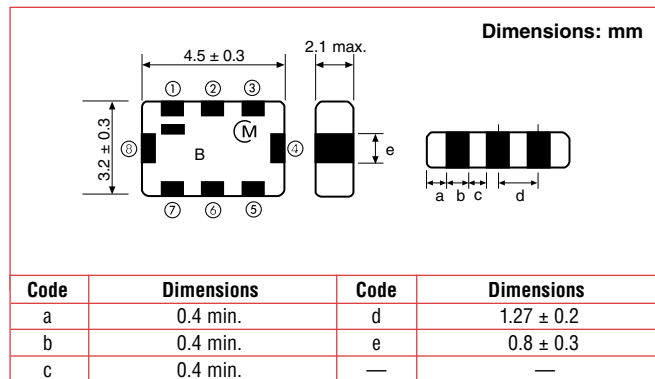 Dimensions: mm
4.5 ± 0.3
2.1 max.
① ② ③
3.2 ± 0.3
⑧ B M ④
e
⑦ ⑥ ⑤
a b c d
Code Dimensions Code Dimensions
a 0.4 min. d 1.27 ± 0.2
b 0.4 min. e 0.8 ± 0.3
c 0.4 min. — —